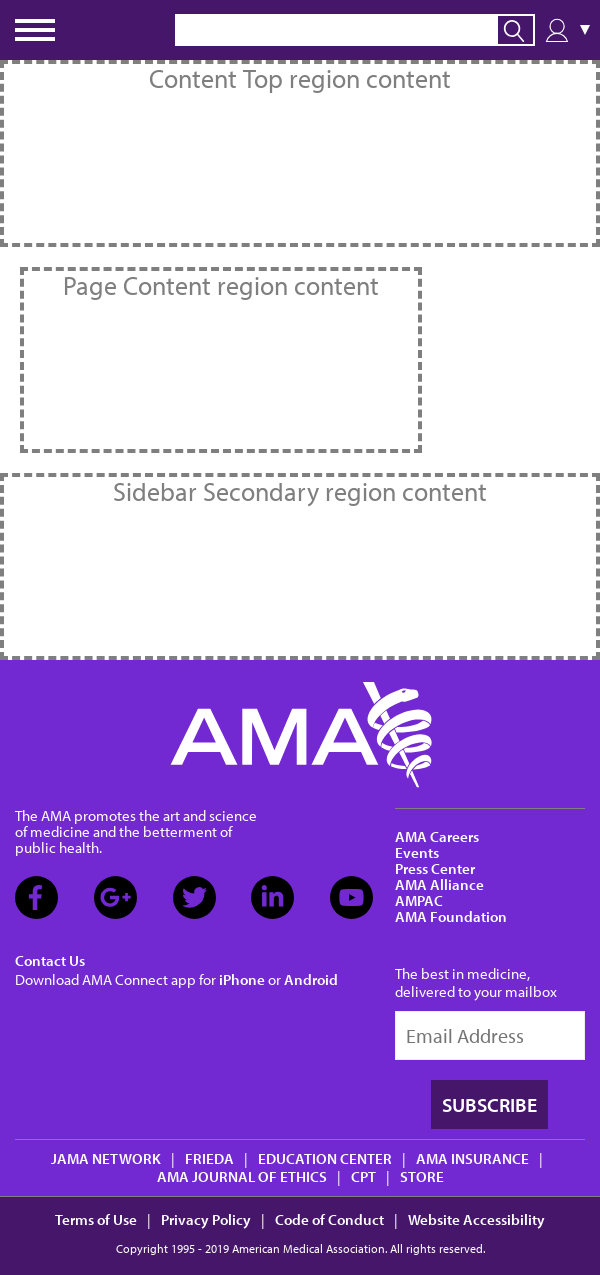 Content Top region content
Page Content region content
Sidebar Secondary region content
AMA
The AMA promotes the art and science
of medicine and the betterment of
public health.
Contact Us
Download AMA Connect app for iPhone or Android
AMA Careers
Events
Press Center
AMA Alliance
AMPAC
AMA Foundation
The best in medicine,
delivered to your mailbox
Email Address
SUBSCRIBE
JAMA NETWORK | FRIEDA | EDUCATION CENTER | AMA INSURANCE |
AMA JOURNAL OF ETHICS | CPT | STORE
Terms of Use | Privacy Policy | Code of Conduct | Website Accessibility
Copyright 1995 - 2019 American Medical Association. All rights reserved.